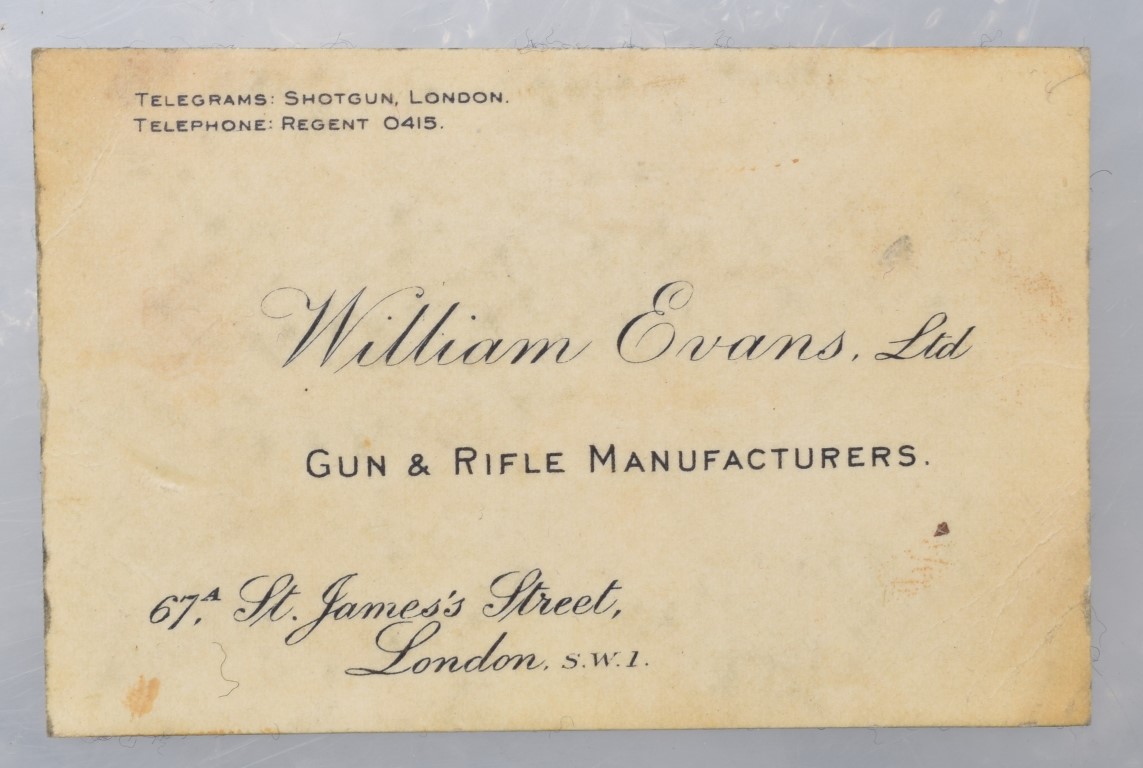 TELEGRAMS: SHOTGUN, LONDON.
TELEPHONE: REGENT 0415.
William Evans, Ltd
GUN & RIFLE MANUFACTURERS.
67A, St. James's Street,
London, S.W.1.